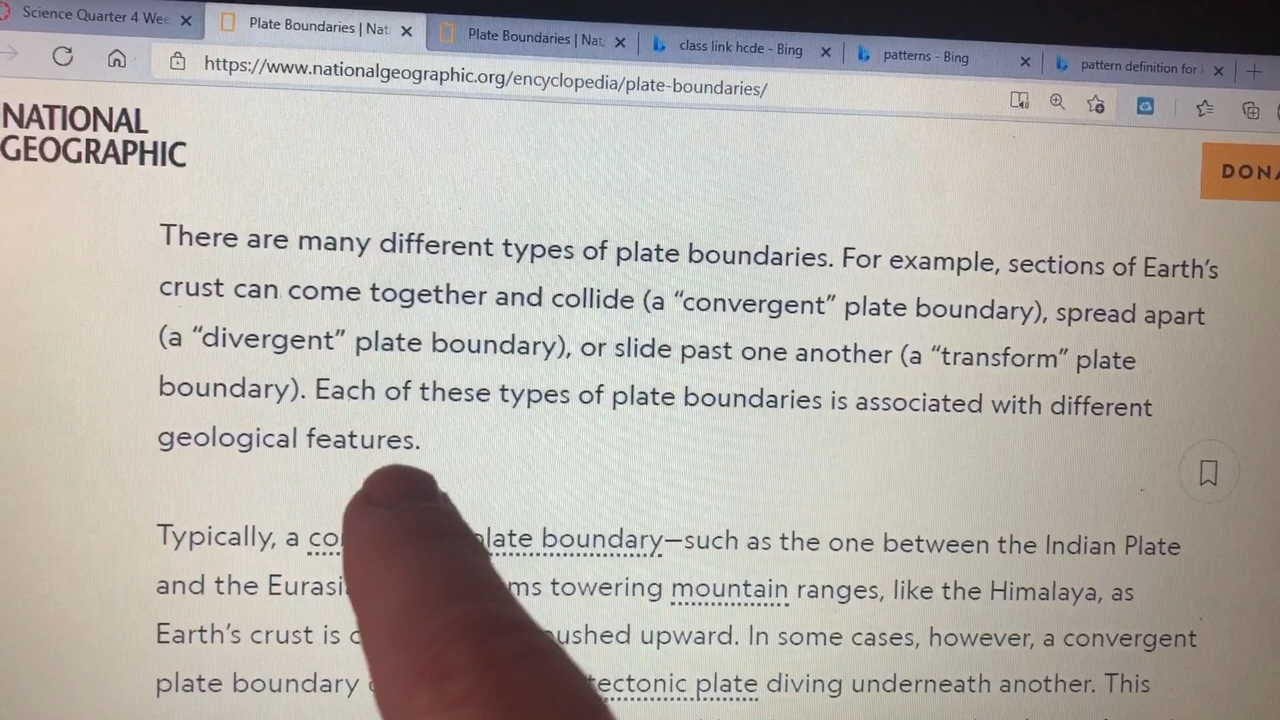 Science Quarter 4 Wee
Plate Boundaries | Nat
Plate Boundaries | Nat
class link hcde - Bing
patterns - Bing
pattern definition for
https://www.nationalgeographic.org/encyclopedia/plate-boundaries/
NATIONAL
GEOGRAPHIC
DONA
There are many different types of plate boundaries. For example, sections of Earth's
crust can come together and collide (a “convergent” plate boundary), spread apart
(a “divergent” plate boundary), or slide past one another (a “transform” plate
boundary). Each of these types of plate boundaries is associated with different
geological features.
Typically, a plate boundary—such as the one between the Indian Plate
and the towering mountain ranges, like the Himalaya, as
Earth's crust is pushed upward. In some cases, however, a convergent
plate boundary tectonic plate diving underneath another. This